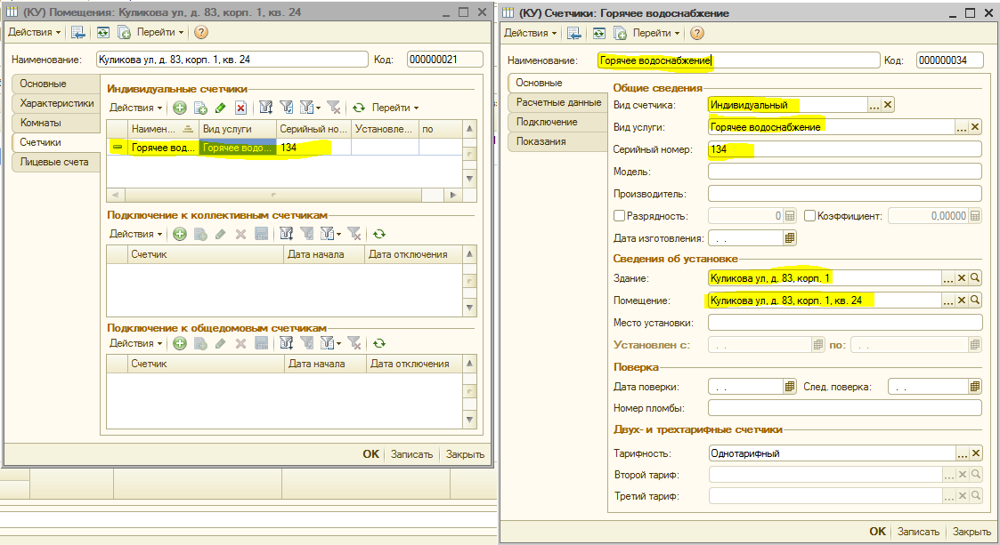 (КУ) Помещения: Куликова ул, д. 83, корп. 1, кв. 24
Действия Перейти
Наименование: Куликова ул, д. 83, корп. 1, кв. 24 Код: 000000021
Основные
Характеристики
Комнаты
Счетчики
Лицевые счета
Индивидуальные счетчики
Действия Перейти
Наимен... Вид услуги Серийный но... Установле... по
Горячее вод... Горячее водо... 134
Подключение к коллективным счетчикам
Действия
Счетчик Дата начала Дата отключения
Подключение к общедомовым счетчикам
Действия
Счетчик Дата начала Дата отключения
OK Записать Закрыть
(КУ) Счетчики: Горячее водоснабжение
Действия Перейти
Наименование: Горячее водоснабжение Код: 000000034
Основные
Расчетные данные
Подключение
Показания
Общие сведения
Вид счетчика: Индивидуальный ...
Вид услуги: Горячее водоснабжение ...
Серийный номер: 134
Модель:
Производитель:
Разрядность: 0 Коэффициент: 0,00000
Дата изготовления: . .
Сведения об установке
Здание: Куликова ул, д. 83, корп. 1 ...
Помещение: Куликова ул, д. 83, корп. 1, кв. 24 ...
Место установки:
Установлен с: . . по: . .
Поверка
Дата поверки: . . След. поверка: . .
Номер пломбы:
Двух- и трехтарифные счетчики
Тарифность: Однотарифный ...
Второй тариф: ...
Третий тариф: ...
OK Записать Закрыть